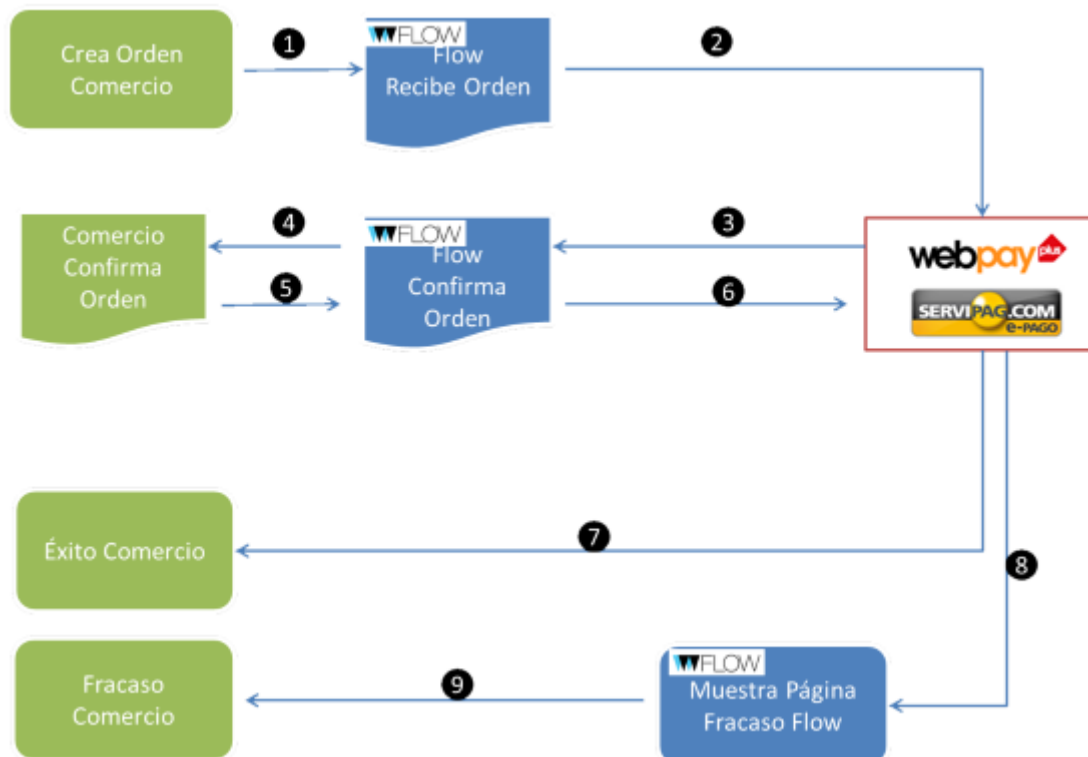 Crea Orden
Comercio
1
FLOW
Flow
Recibe Orden
2
Comercio
Confirma
Orden
4
5
FLOW
Flow
Confirma
Orden
3
6
webpay plus
SERVIPAG.COM
e-PAGO
Éxito Comercio
7
8
Fracaso
Comercio
9
FLOW
Muestra Página
Fracaso Flow